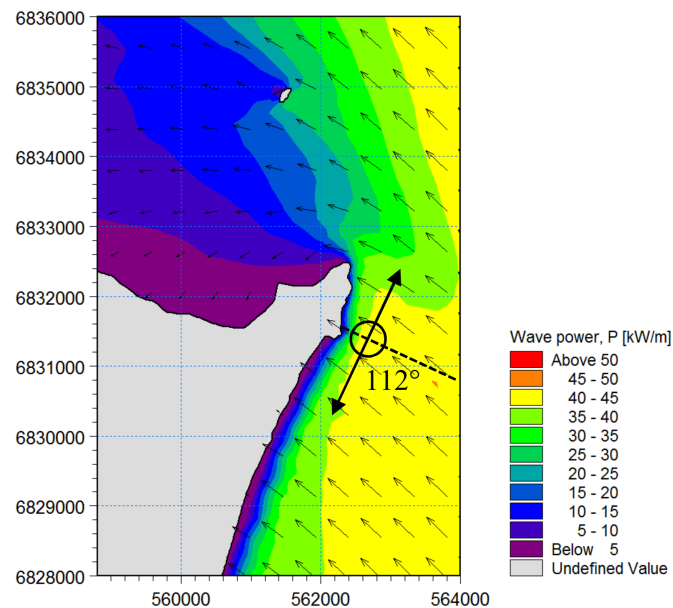 6836000
6835000
6834000
6833000
6832000
6831000
6830000
6829000
6828000
560000 562000 564000
112°
Wave power, P [kW/m]
Above 50
45 - 50
40 - 45
35 - 40
30 - 35
25 - 30
20 - 25
15 - 20
10 - 15
5 - 10
Below 5
Undefined Value